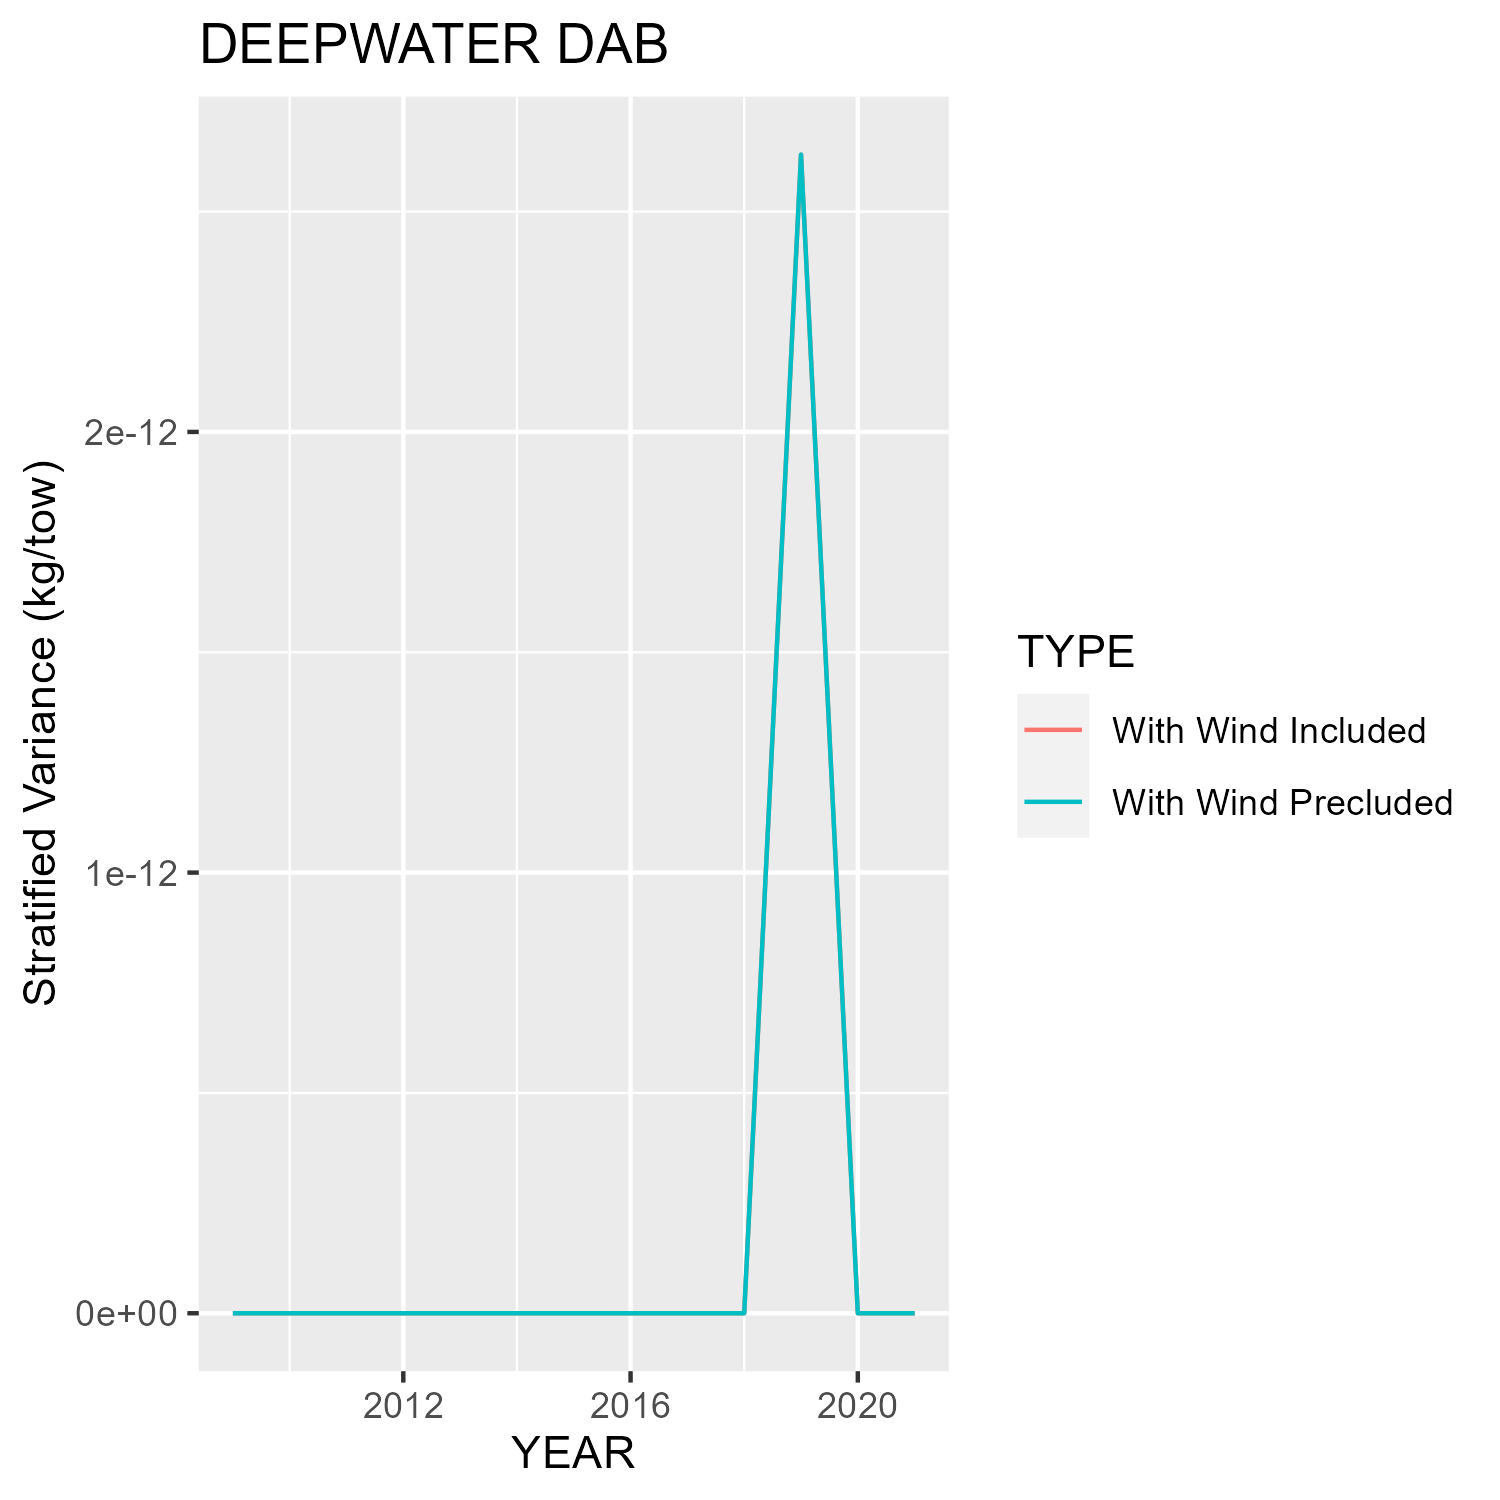 DEEPWATER DAB
Stratified Variance (kg/tow)
2e-12
1e-12
0e+00
2012
2016
2020
YEAR
TYPE
With Wind Included
With Wind Precluded